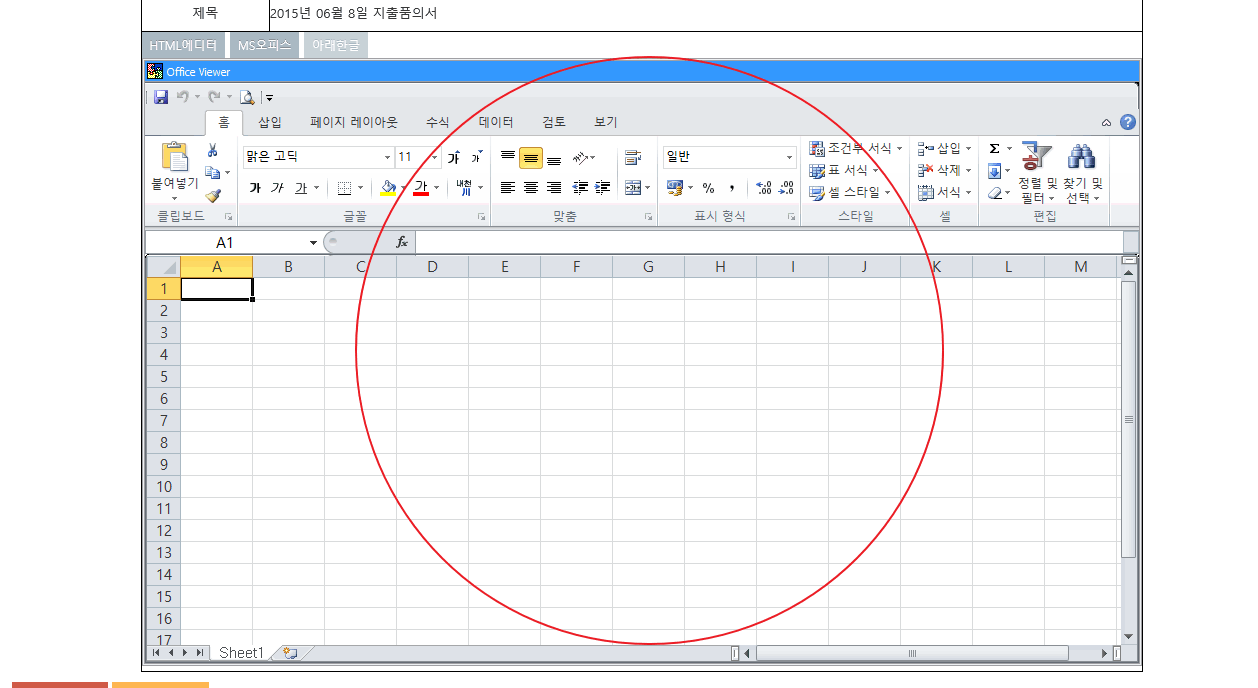 제목 2015년 06월 8일 지출품의서
HTML에디터 MS오피스 아래한글
Office Viewer
홈 삽입 페이지 레이아웃 수식 데이터 검토 보기
맑은 고딕 11 가 가 일반 조건부 서식 삽입 Σ
붙여넣기 표 서식 삭제 정렬 및 찾기 및
가 가 가 가 내천 % , .00 .00 셀 스타일 서식 필터 선택
클립보드 글꼴 맞춤 표시 형식 스타일 셀 편집
A1 fx
A B C D E F G H I J K L M
1
2
3
4
5
6
7
8
9
10
11
12
13
14
15
16
17
Sheet1